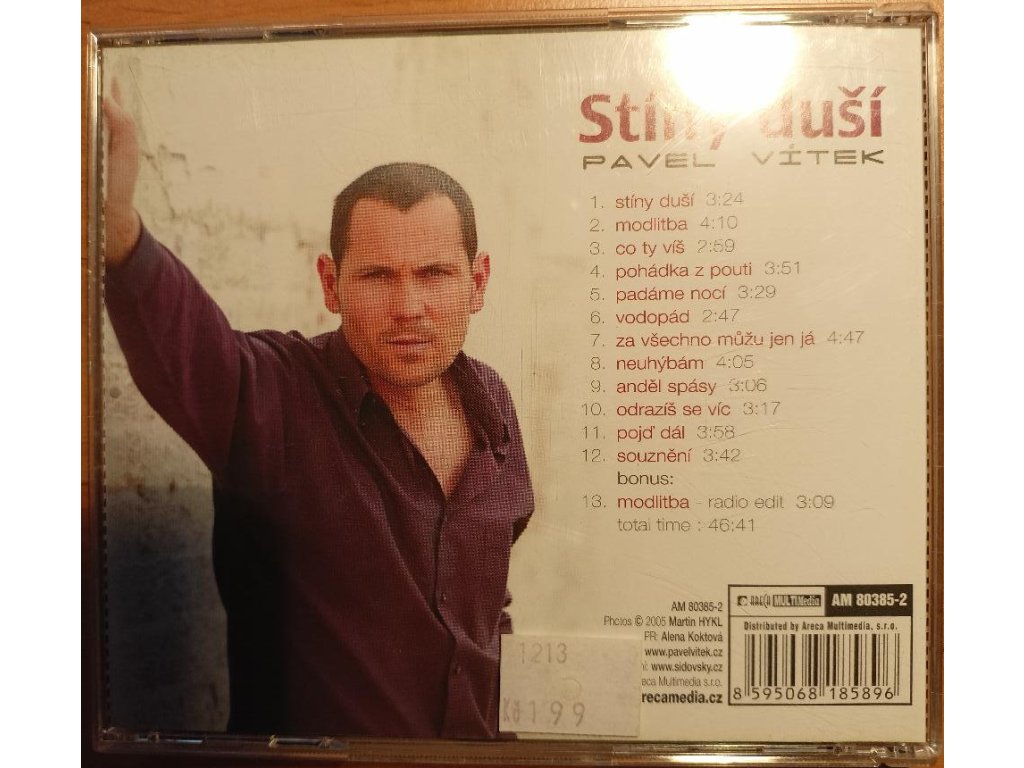 Stíny duší
PAVEL VÍTEK
1. stíny duší 3:24
2. modlitba 4:10
3. co ty víš 2:59
4. pohádka z pouti 3:51
5. padáme nocí 3:29
6. vodopád 2:47
7. za všechno můžu jen já 4:47
8. neuhýbám 4:05
9. anděl spásy 3:06
10. odrazíš se víc 3:17
11. pojď dál 3:58
12. souznění 3:42
bonus:
13. modlitba - radio edit 3:09
total time : 46:41
AM 80385-2
Photos © 2005 Martin HYKL
PR: Alena Koktová
www.pavelvitek.cz
www.sidovsky.cz
Multimedia s.r.o.
ARECA MULTIMedia AM 80385-2
Distributed by Areca Multimedia, s.r.o.
8 595068 185896
1213
Kč 199